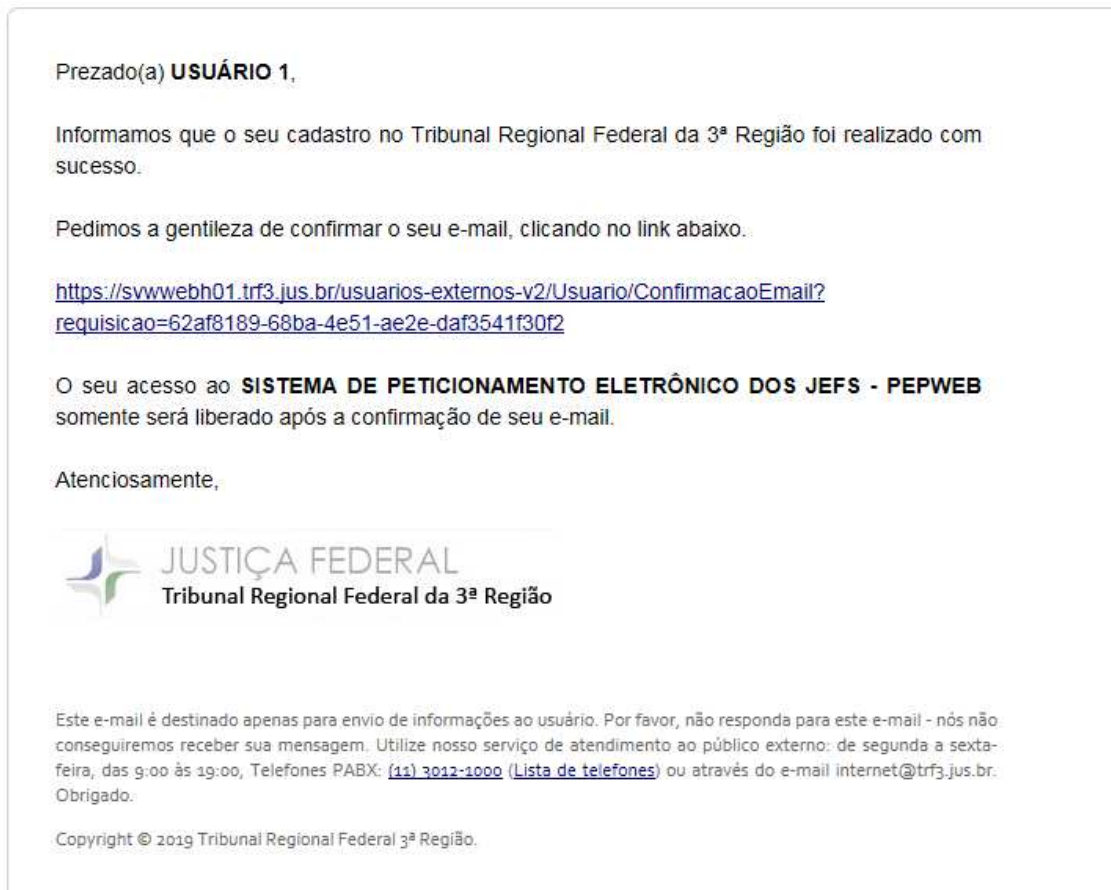 Prezado(a) USUÁRIO 1,
Informamos que o seu cadastro no Tribunal Regional Federal da 3ª Região foi realizado com
sucesso.
Pedimos a gentileza de confirmar o seu e-mail, clicando no link abaixo.
https://svwwebh01.trf3.jus.br/usuarios-externos-v2/Usuario/ConfirmacaoEmail?
requisicao=62af8189-68ba-4e51-ae2e-daf3541f30f2
O seu acesso ao SISTEMA DE PETICIONAMENTO ELETRÔNICO DOS JEFS - PEPWEB
somente será liberado após a confirmação de seu e-mail.
Atenciosamente,
JUSTIÇA FEDERAL
Tribunal Regional Federal da 3ª Região
Este e-mail é destinado apenas para envio de informações ao usuário. Por favor, não responda para este e-mail - nós não
conseguiremos receber sua mensagem. Utilize nosso serviço de atendimento ao público externo: de segunda a sexta-
feira, das 9:00 às 19:00, Telefones PABX: (11) 3012-1000 (Lista de telefones) ou através do e-mail internet@trf3.jus.br.
Obrigado.
Copyright © 2019 Tribunal Regional Federal 3ª Região.